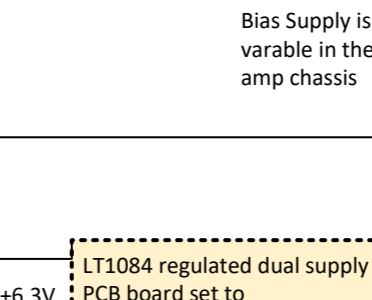 Bias Supply is
varable in the
amp chassis
LT1084 regulated dual supply
+6.3V PCB board set to